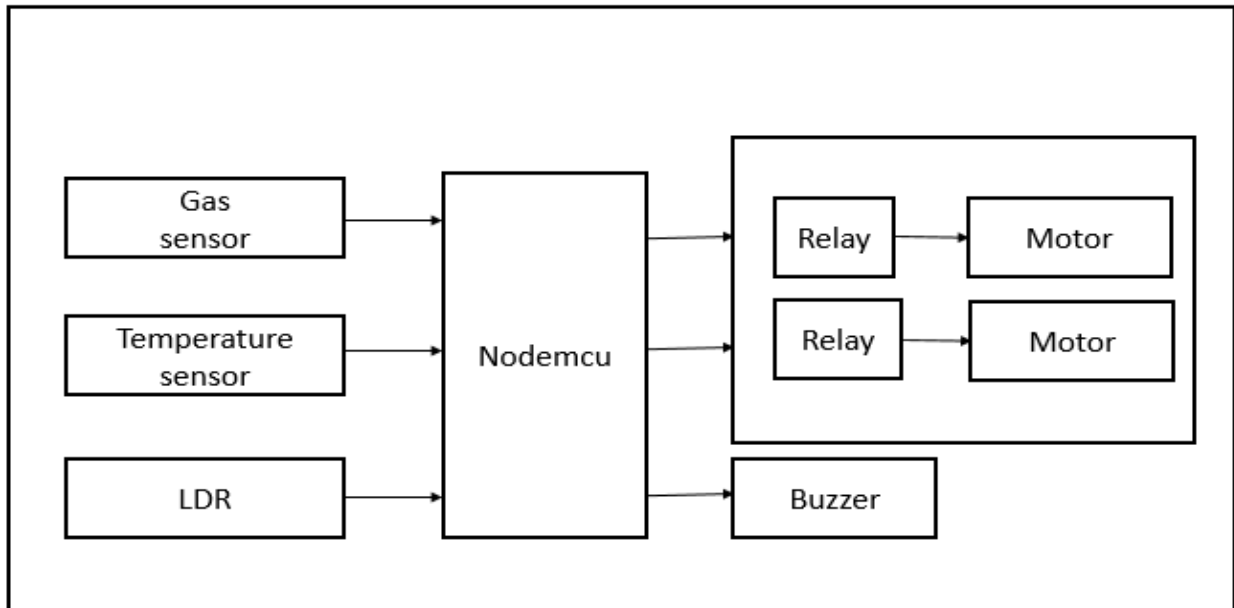 Gas
sensor
Temperature
sensor
LDR
Nodemcu
Relay
Motor
Relay
Motor
Buzzer